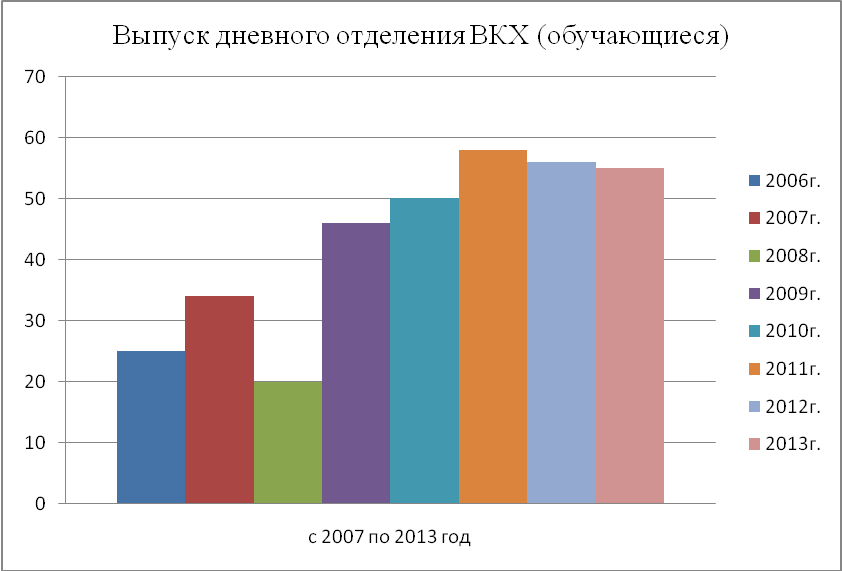 Выпуск дневного отделения ВКХ (обучающиеся)
70
60
50
40
30
20
10
0
2006г.
2007г.
2008г.
2009г.
2010г.
2011г.
2012г.
2013г.
с 2007 по 2013 год